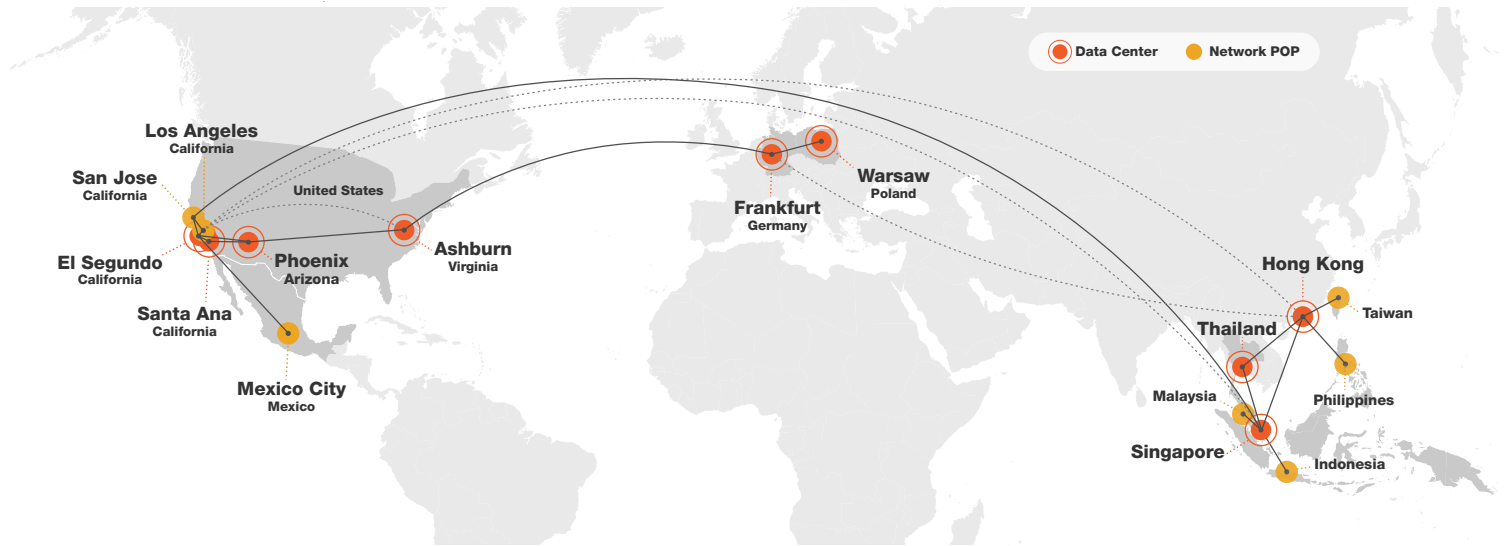 Data Center
Network POP
Los Angeles
California
San Jose
California
United States
El Segundo
California
Phoenix
Arizona
Ashburn
Virginia
Santa Ana
California
Mexico City
Mexico
Warsaw
Poland
Frankfurt
Germany
Hong Kong
Taiwan
Thailand
Malaysia
Philippines
Singapore
Indonesia